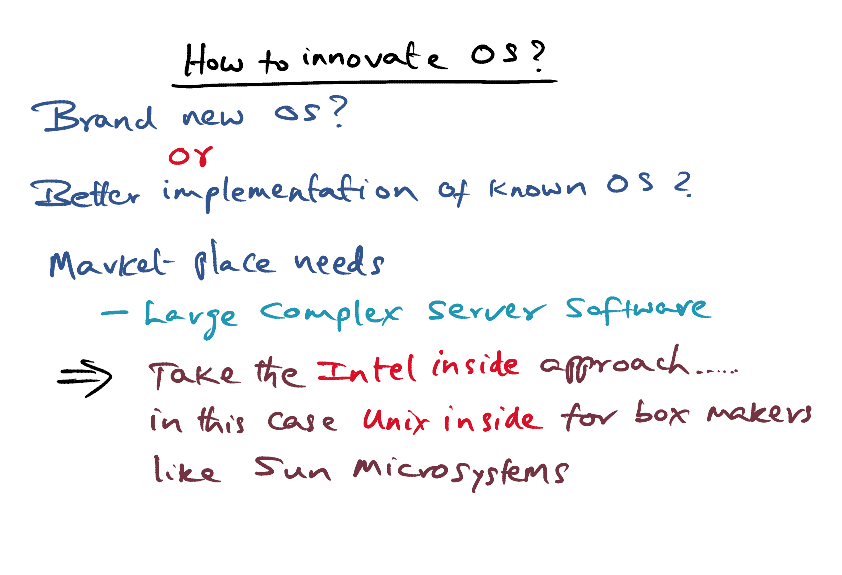 How to innovate OS?
Brand new OS?
or
Better implementation of known OS?
Market place needs
- Large complex server software
⇒ Take the Intel inside approach.....
in this case Unix inside for box makers
like Sun Microsystems